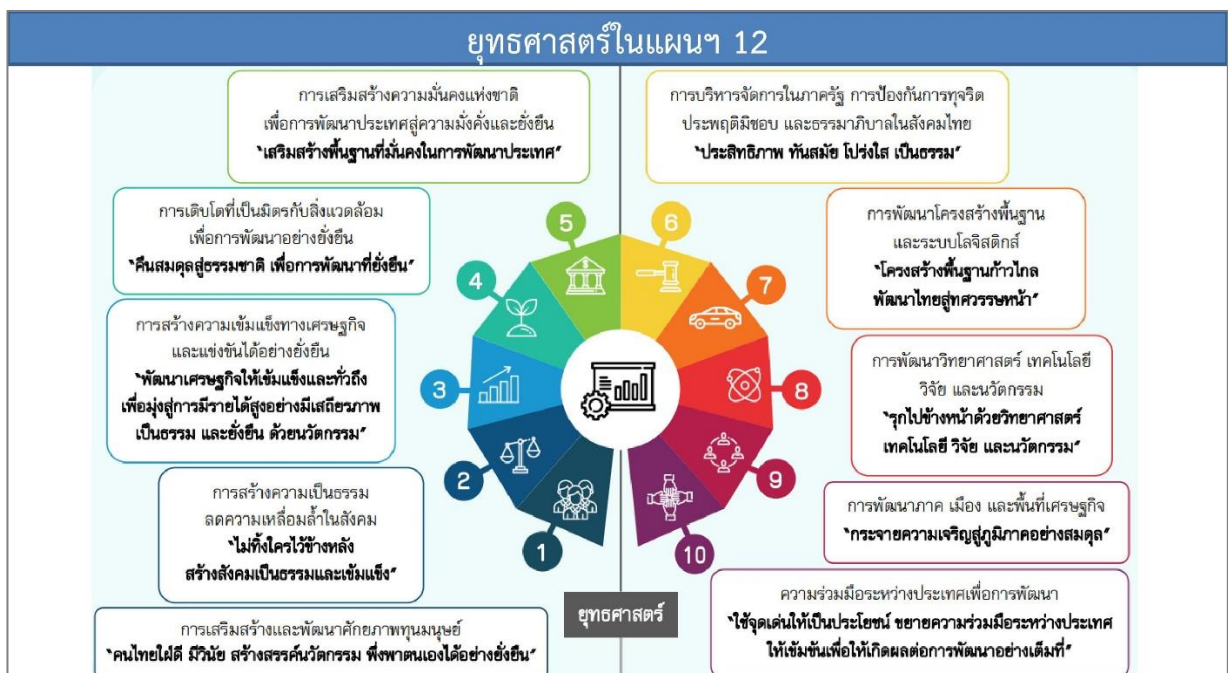 ยุทธศาสตร์ในแผนฯ 12
การเสริมสร้างความมั่นคงแห่งชาติ
เพื่อการพัฒนาประเทศสู่ความมั่งคั่งและยั่งยืน
"เสริมสร้างพื้นฐานที่มั่นคงในการพัฒนาประเทศ"
การเติบโตที่เป็นมิตรกับสิ่งแวดล้อม
เพื่อการพัฒนาอย่างยั่งยืน
"คืนสมดุลสู่ธรรมชาติ เพื่อการพัฒนาที่ยั่งยืน"
การสร้างความเข้มแข็งทางเศรษฐกิจ
และแข่งขันได้อย่างยั่งยืน
"พัฒนาเศรษฐกิจให้เข้มแข็งและทั่วถึง
เพื่อมุ่งสู่การมีรายได้สูงอย่างมีเสถียรภาพ
เป็นธรรม และยั่งยืน ด้วยนวัตกรรม"
การสร้างความเป็นธรรม
ลดความเหลื่อมล้ำในสังคม
"ไม่ทิ้งใครไว้ข้างหลัง
สร้างสังคมเป็นธรรมและเข้มแข็ง"
การเสริมสร้างและพัฒนาศักยภาพทุนมนุษย์
"คนไทยใฝ่ดี มีวินัย สร้างสรรค์นวัตกรรม พึ่งพาตนเองได้อย่างยั่งยืน"
5
4
3
2
1
6
7
8
9
10
ยุทธศาสตร์
การบริหารจัดการในภาครัฐ การป้องกันการทุจริต
ประพฤติมิชอบ และธรรมาภิบาลในสังคมไทย
"ประสิทธิภาพ ทันสมัย โปร่งใส เป็นธรรม"
การพัฒนาโครงสร้างพื้นฐาน
และระบบโลจิสติกส์
"โครงสร้างพื้นฐานก้าวไกล
พัฒนาไทยสู่ทศวรรษหน้า"
การพัฒนาวิทยาศาสตร์ เทคโนโลยี
วิจัย และนวัตกรรม
"รุกไปข้างหน้าด้วยวิทยาศาสตร์
เทคโนโลยี วิจัย และนวัตกรรม"
การพัฒนาภาค เมือง และพื้นที่เศรษฐกิจ
"กระจายความเจริญสู่ภูมิภาคอย่างสมดุล"
ความร่วมมือระหว่างประเทศเพื่อการพัฒนา
"ใช้จุดเด่นให้เป็นประโยชน์ ขยายความร่วมมือระหว่างประเทศ
ให้เข้มข้นเพื่อให้เกิดผลต่อการพัฒนาอย่างเต็มที่"